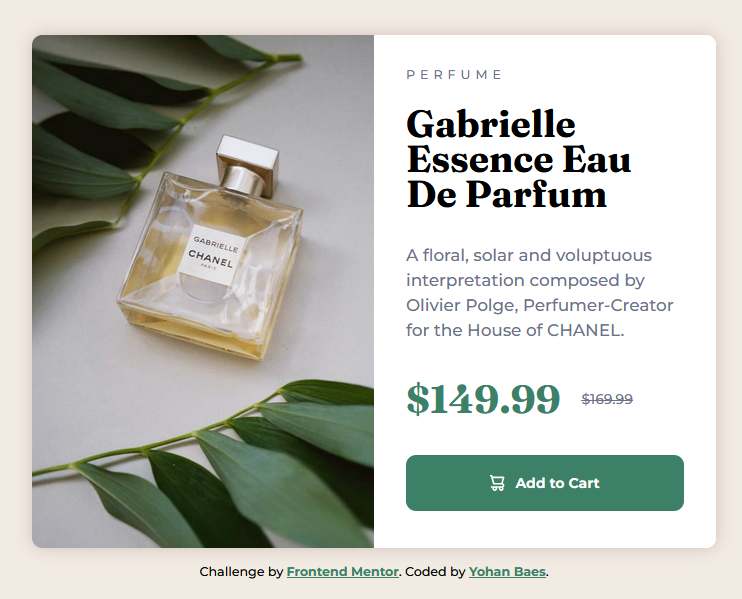 GABRIELLE
CHANEL
PARIS
PERFUME
Gabrielle
Essence Eau
De Parfum
A floral, solar and voluptuous
interpretation composed by
Olivier Polge, Perfumer-Creator
for the House of CHANEL.
$149.99 $169.99
Add to Cart
Challenge by Frontend Mentor. Coded by Yohan Baes.